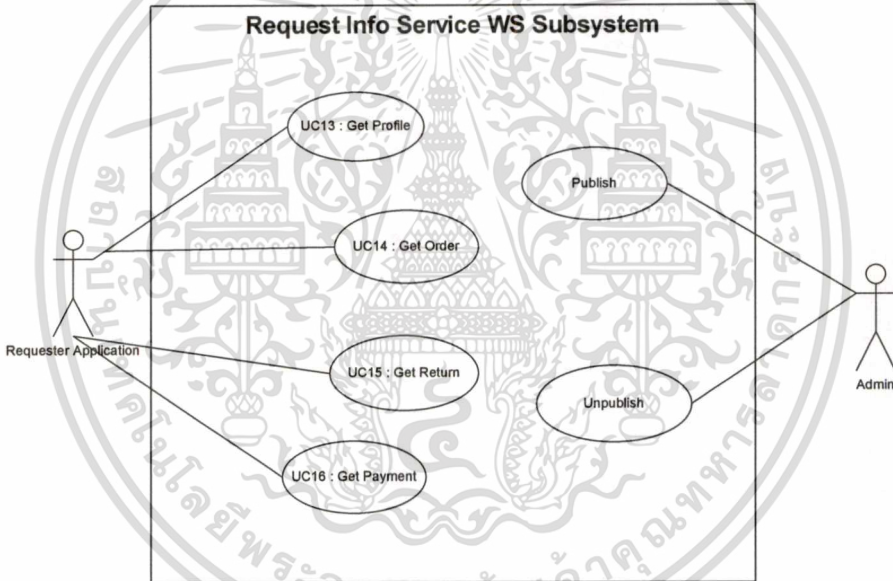 Request Info Service WS Subsystem
UC13 : Get Profile
Publish
UC14 : Get Order
Requester Application
UC15 : Get Return
Admin
Unpublish
UC16 : Get Payment